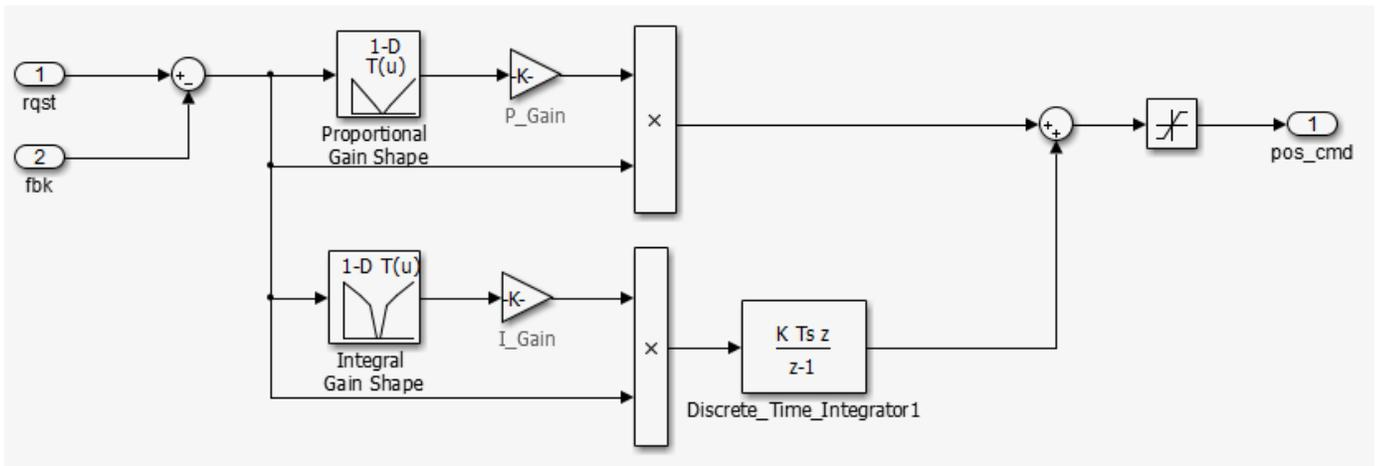 1
rqst
+
-
2
fbk
1-D
T(u)
Proportional
Gain Shape
-K-
P_Gain
×
1-D T(u)
Integral
Gain Shape
-K-
I_Gain
×
K Ts z
z-1
Discrete_Time_Integrator1
+
+
1
pos_cmd